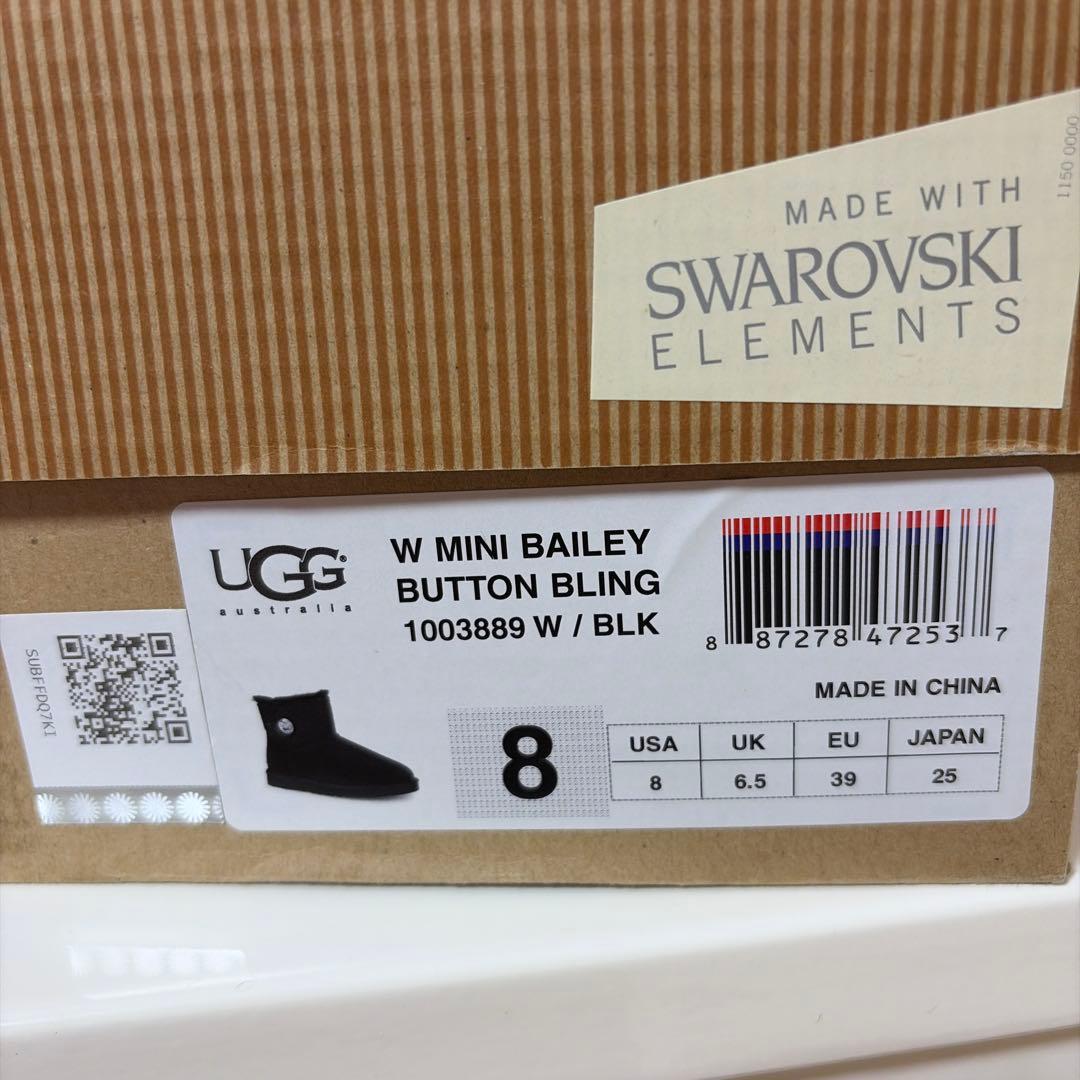 1150 0000
MADE WITH
SWAROVSKI
ELEMENTS
UGG®
australia
W MINI BAILEY
BUTTON BLING
1003889 W / BLK
8 87278 47253 7
MADE IN CHINA
SUBFFDQ7KI
8
USA UK EU JAPAN
8 6.5 39 25